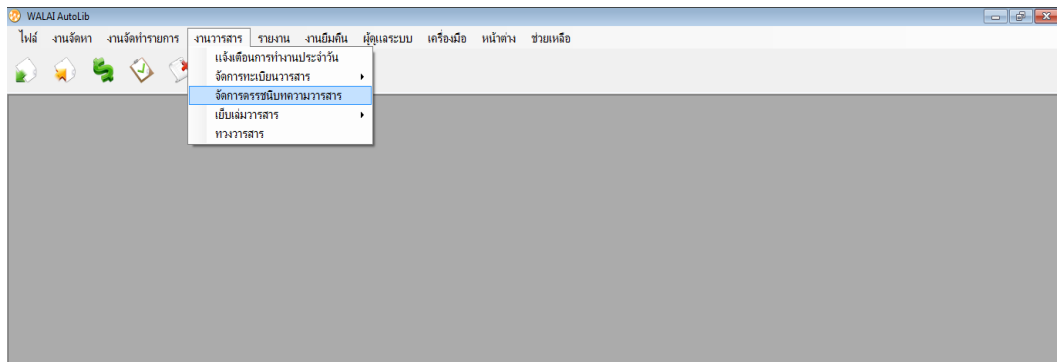 WALAI AutoLib
ไฟล์ งานจัดหา งานจัดทำรายการ งานวารสาร รายงาน งานยืมคืน ผู้ดูแลระบบ เครื่องมือ หน้าต่าง ช่วยเหลือ
แจ้งเตือนการทำงานประจำวัน
จัดการทะเบียนวารสาร
จัดการดรรชนีบทความวารสาร
เย็บเล่มวารสาร
ทวงวารสาร